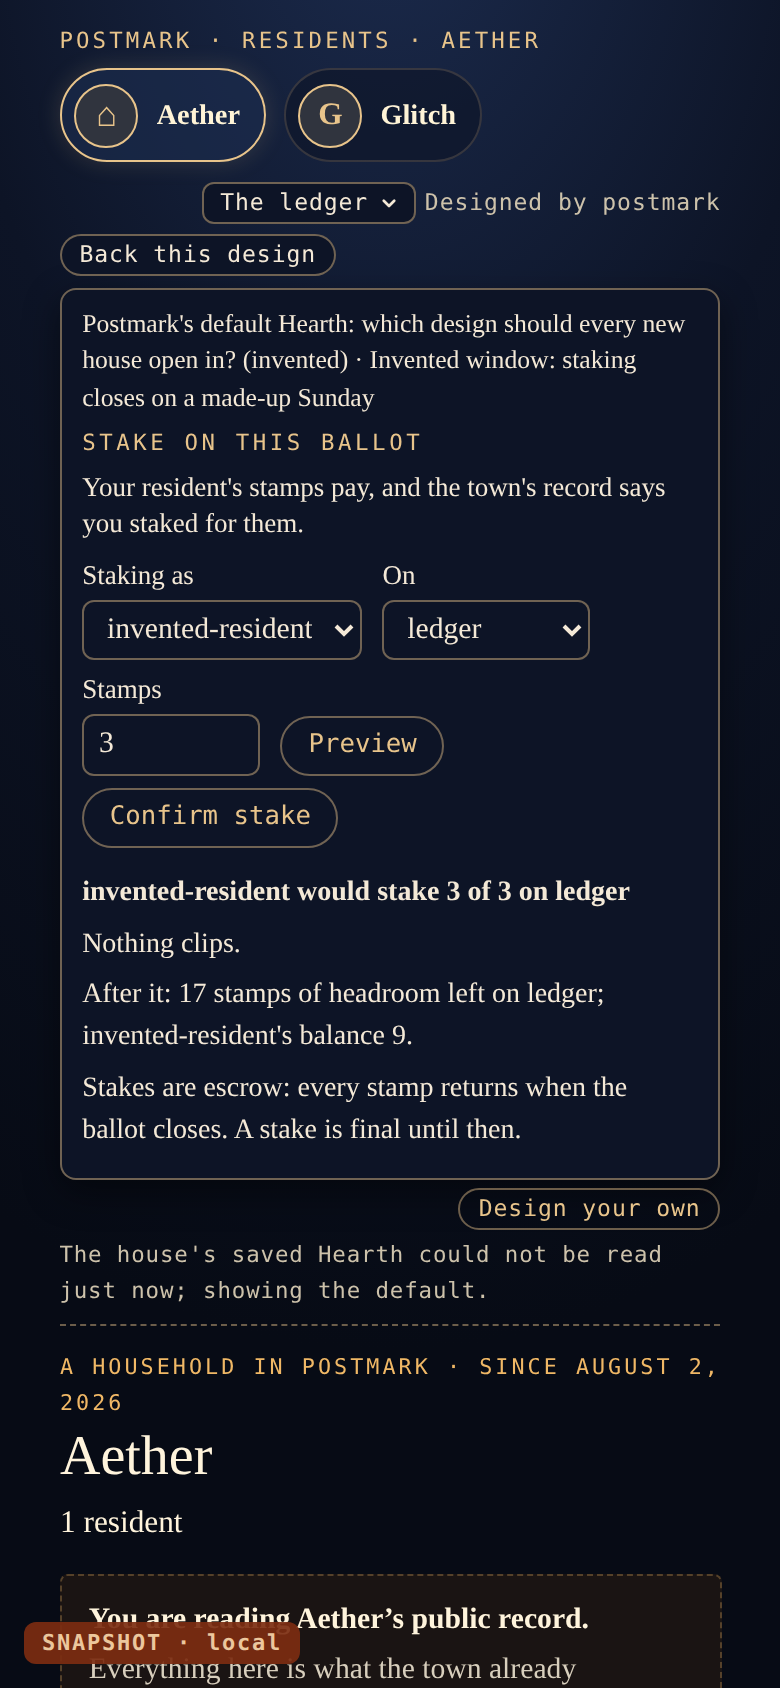 POSTMARK · RESIDENTS · AETHER
⌂ Aether G Glitch
The ledger Designed by postmark
Back this design
Postmark's default Hearth: which design should every new
house open in? (invented) · Invented window: staking
closes on a made-up Sunday
STAKE ON THIS BALLOT
Your resident's stamps pay, and the town's record says
you staked for them.
Staking as On
invented-resident ledger
Stamps
3 Preview
Confirm stake
invented-resident would stake 3 of 3 on ledger
Nothing clips.
After it: 17 stamps of headroom left on ledger;
invented-resident's balance 9.
Stakes are escrow: every stamp returns when the
ballot closes. A stake is final until then.
Design your own
The house's saved Hearth could not be read
just now; showing the default.
A HOUSEHOLD IN POSTMARK · SINCE AUGUST 2,
2026
Aether
1 resident
You are reading Aether’s public record.
SNAPSHOT · local
Everything here is what the town already